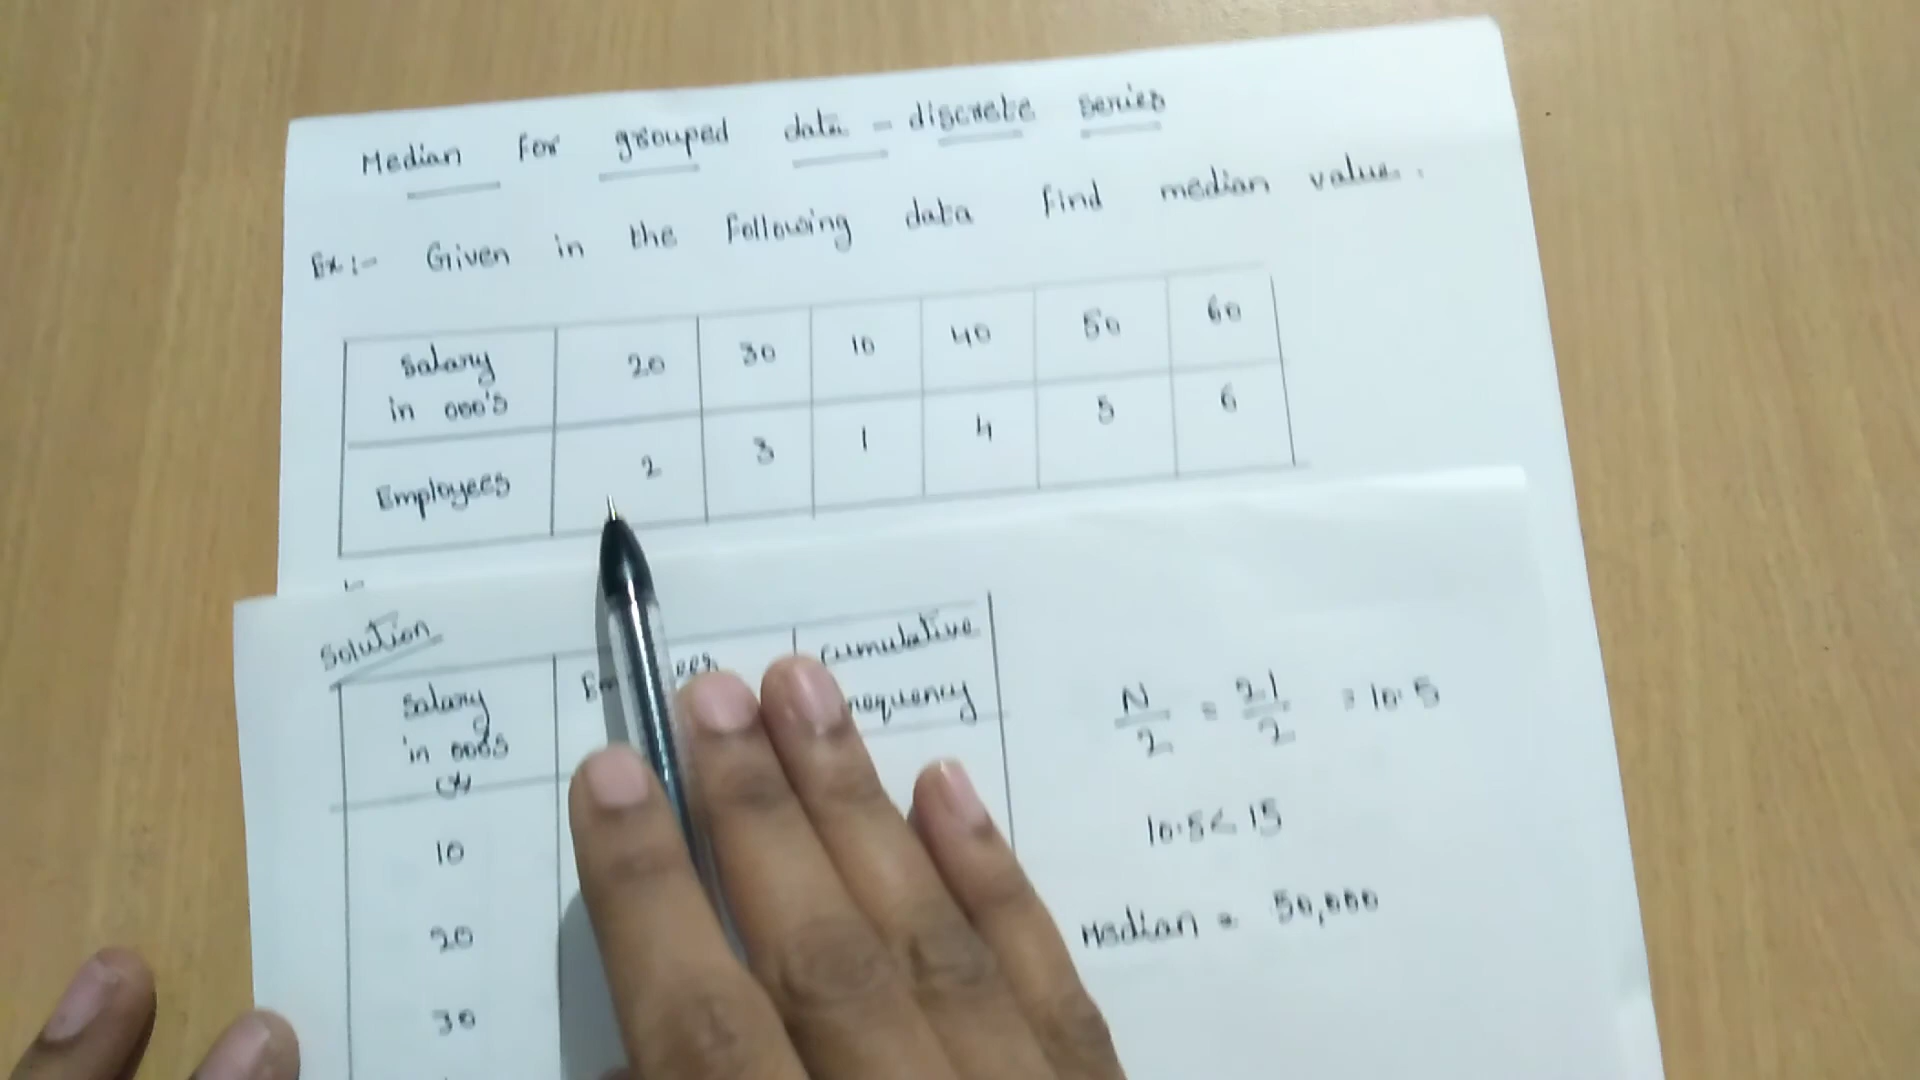 Median for grouped data - discrete series
Ex:- Given in the following data find median value.
Salary in 000's 20 30 10 40 50 60
Employees 2 3 1 4 5 6
Solution
Salary in 000's
cumulative
10
20
30
N/2 = 21/2 = 10.5
10.5 < 15
Median = 50,000